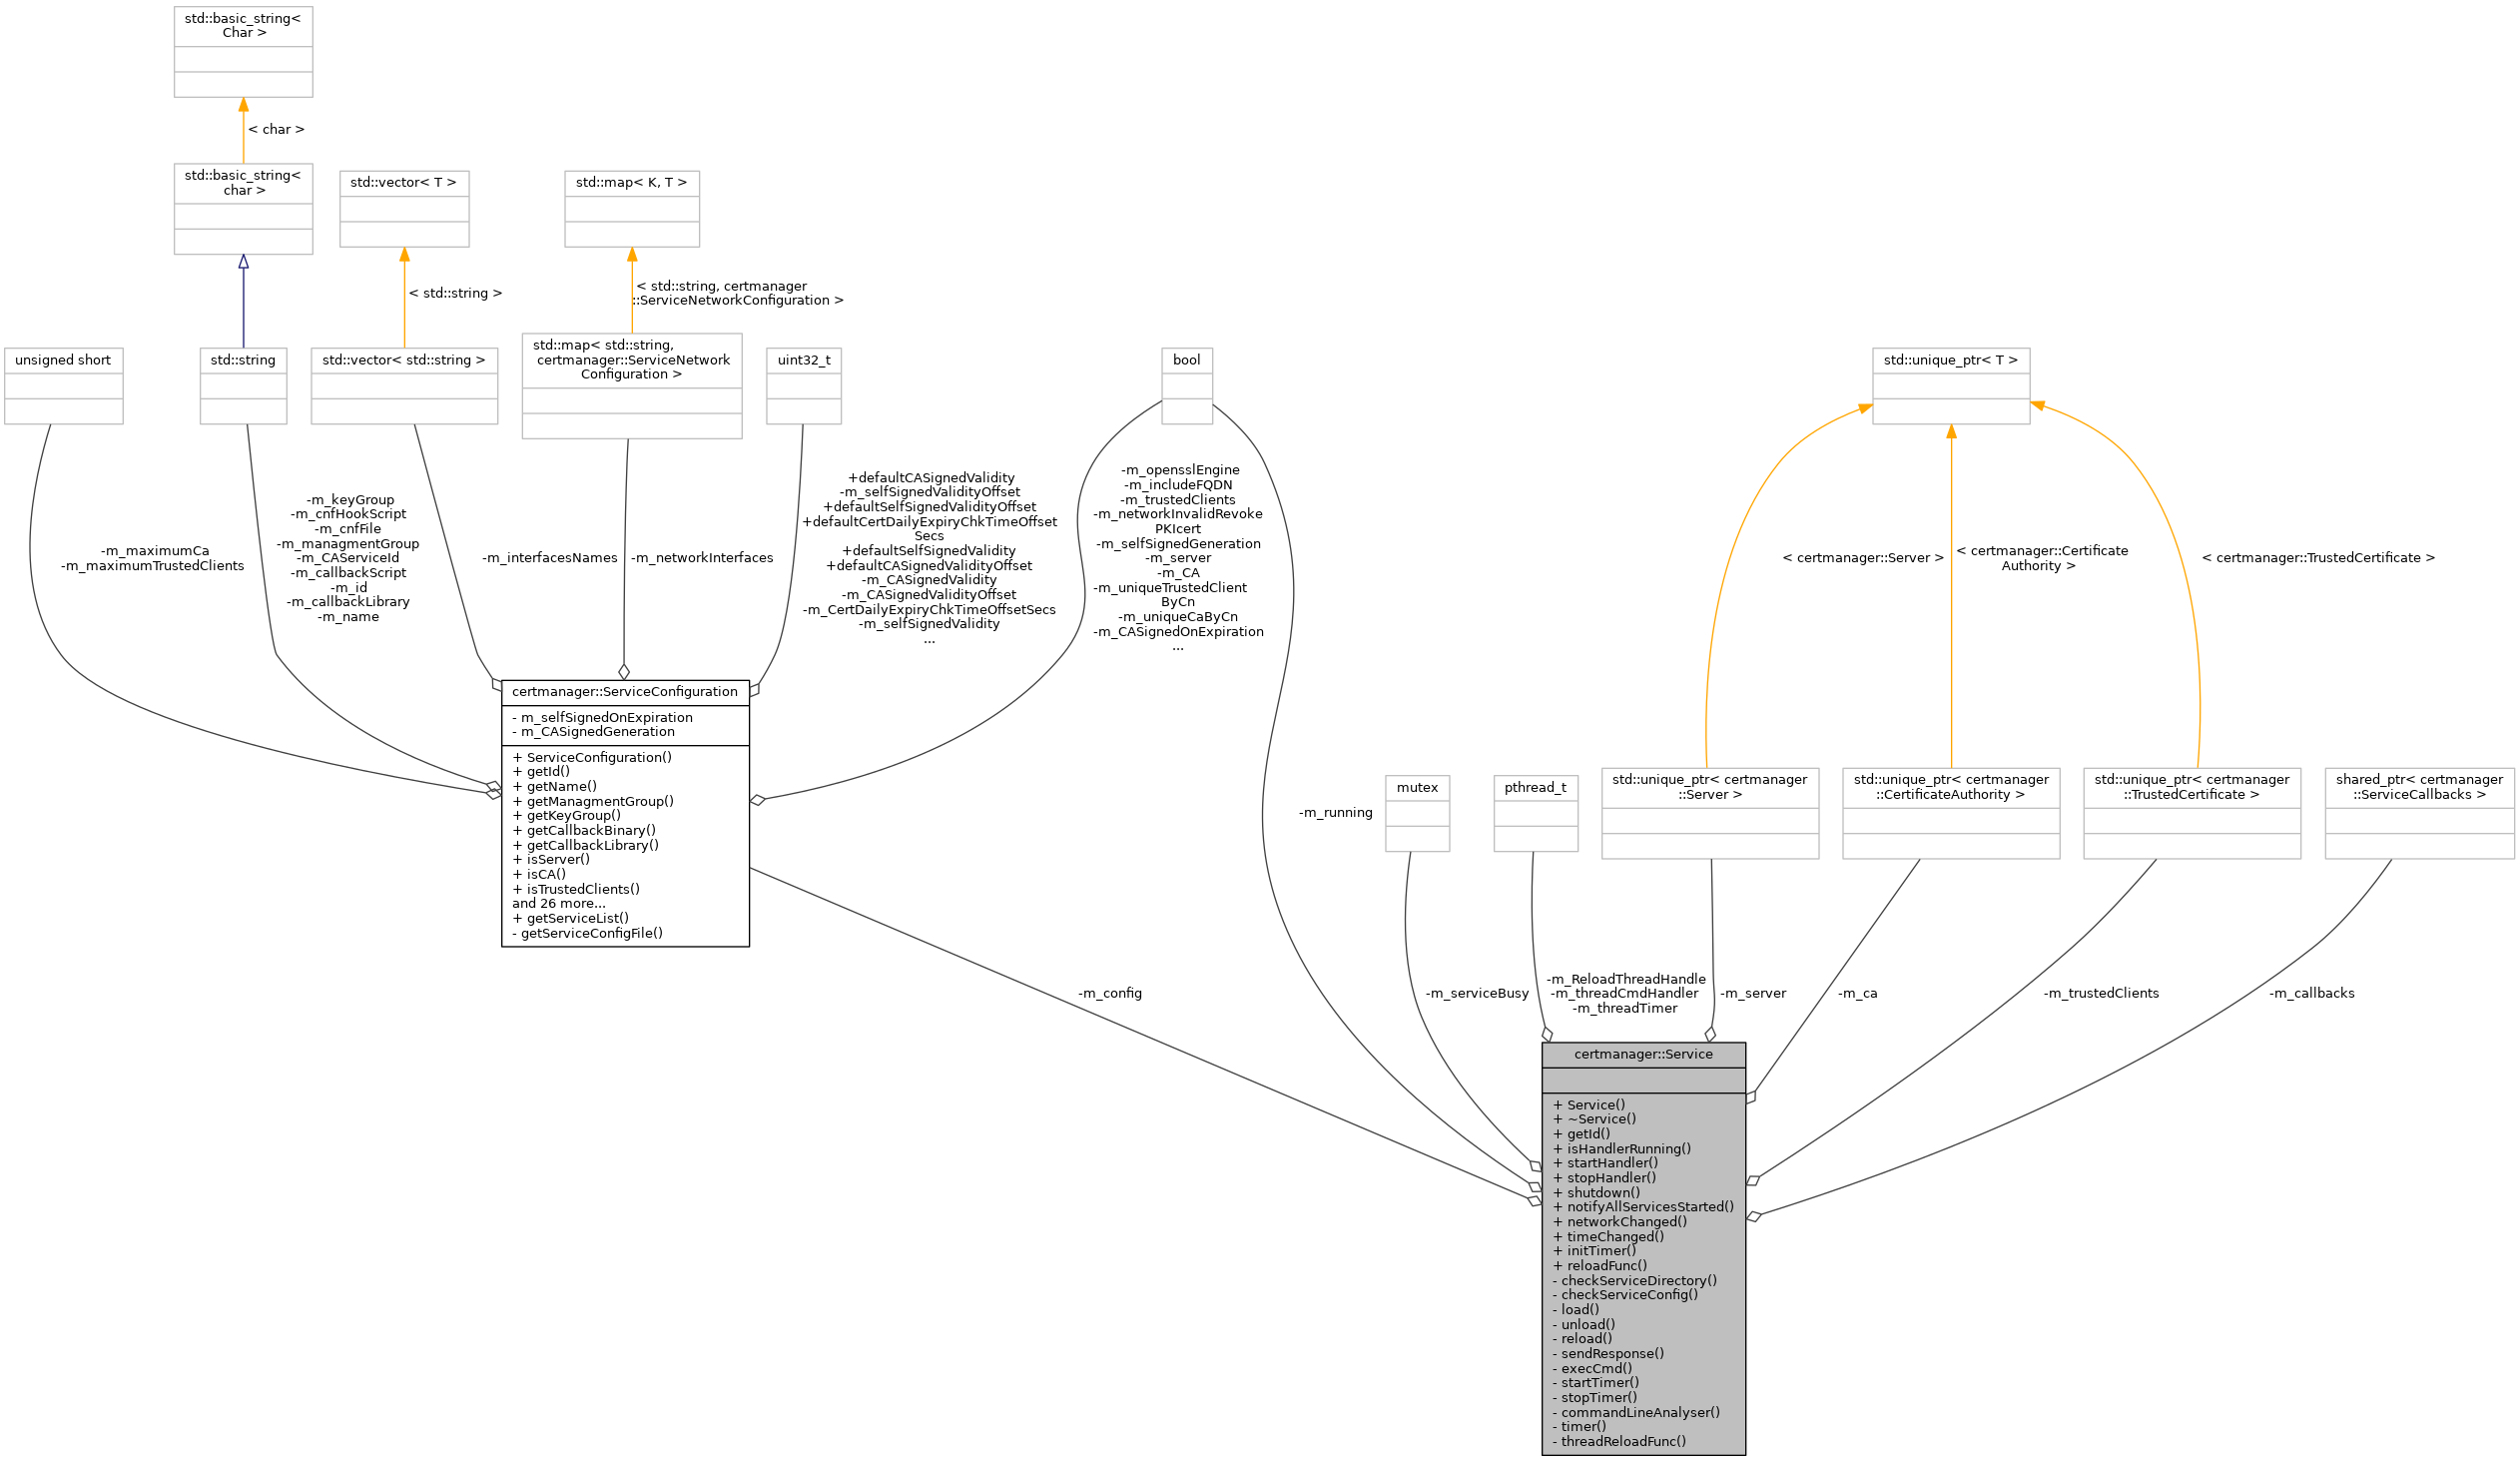 std::basic_string<
Char >
< char >
std::basic_string<
char >
std::vector< T >
std::map< K, T >
< std::string >
< std::string, certmanager
::ServiceNetworkConfiguration >
unsigned short
std::string
std::vector< std::string >
std::map< std::string,
certmanager::ServiceNetwork
Configuration >
uint32_t
bool
std::unique_ptr< T >
-m_maximumCa
-m_maximumTrustedClients
-m_keyGroup
-m_cnfHookScript
-m_cnfFile
-m_managmentGroup
-m_CAServiceId
-m_callbackScript
-m_id
-m_callbackLibrary
-m_name
-m_interfacesNames
-m_networkInterfaces
+defaultCASignedValidity
-m_selfSignedValidityOffset
+defaultSelfSignedValidityOffset
+defaultCertDailyExpiryChkTimeOffset
Secs
+defaultSelfSignedValidity
+defaultCASignedValidityOffset
-m_CASignedValidity
-m_CASignedValidityOffset
-m_CertDailyExpiryChkTimeOffsetSecs
-m_selfSignedValidity
...
-m_opensslEngine
-m_includeFQDN
-m_trustedClients
-m_networkInvalidRevoke
PKIcert
-m_selfSignedGeneration
-m_server
-m_CA
-m_uniqueTrustedClient
ByCn
-m_uniqueCaByCn
-m_CASignedOnExpiration
...
< certmanager::Server >
< certmanager::Certificate
Authority >
< certmanager::TrustedCertificate >
certmanager::ServiceConfiguration
- m_selfSignedOnExpiration
- m_CASignedGeneration
+ ServiceConfiguration()
+ getId()
+ getName()
+ getManagmentGroup()
+ getKeyGroup()
+ getCallbackBinary()
+ getCallbackLibrary()
+ isServer()
+ isCA()
+ isTrustedClients()
and 26 more...
+ getServiceList()
- getServiceConfigFile()
-m_running
mutex
pthread_t
std::unique_ptr< certmanager
::Server >
std::unique_ptr< certmanager
::CertificateAuthority >
std::unique_ptr< certmanager
::TrustedCertificate >
shared_ptr< certmanager
::ServiceCallbacks >
-m_config
-m_serviceBusy
-m_ReloadThreadHandle
-m_threadCmdHandler
-m_threadTimer
-m_server
-m_ca
-m_trustedClients
-m_callbacks
certmanager::Service
+ Service()
+ ~Service()
+ getId()
+ isHandlerRunning()
+ startHandler()
+ stopHandler()
+ shutdown()
+ notifyAllServicesStarted()
+ networkChanged()
+ timeChanged()
+ initTimer()
+ reloadFunc()
- checkServiceDirectory()
- checkServiceConfig()
- load()
- unload()
- reload()
- sendResponse()
- execCmd()
- startTimer()
- stopTimer()
- commandLineAnalyser()
- timer()
- threadReloadFunc()